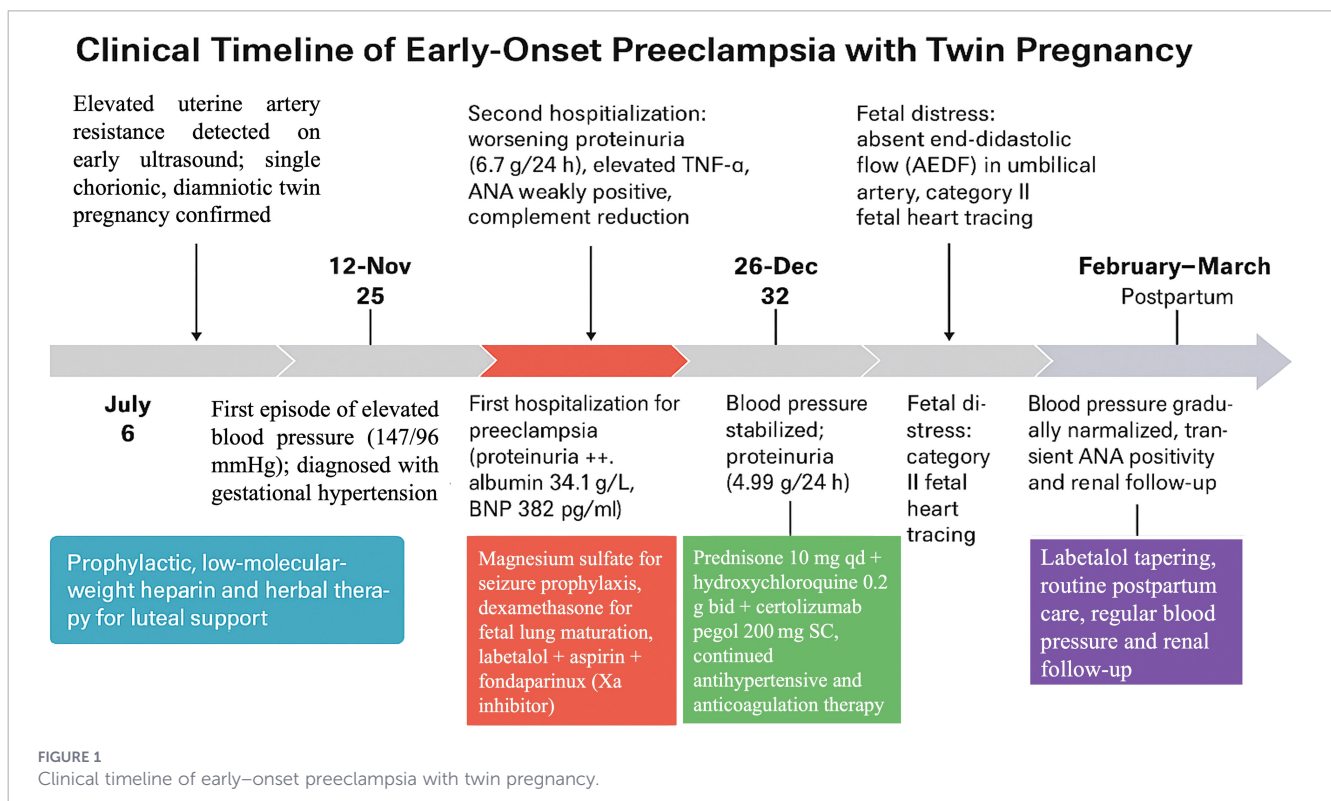 Clinical Timeline of Early-Onset Preeclampsia with Twin Pregnancy
Elevated uterine artery
resistance detected on
early ultrasound; single
chorionic, diamniotic twin
pregnancy confirmed
Second hospitialization:
worsening proteinuria
(6.7 g/24 h), elevated TNF-α,
ANA weakly positive,
complement reduction
Fetal distress:
absent end-didastolic
flow (AEDF) in umbilical
artery, category II
fetal heart tracing
12-Nov
25
26-Dec
32
February–March
Postpartum
July
6
First episode of elevated
blood pressure (147/96
mmHg); diagnosed with
gestational hypertension
First hospitalization for
preeclampsia
(proteinuria ++.
albumin 34.1 g/L,
BNP 382 pg/ml)
Blood pressure
stabilized;
proteinuria
(4.99 g/24 h)
Fetal di-
stress:
category
II fetal
heart
tracing
Blood pressure gradu-
ally narmalized, tran-
sient ANA positivity
and renal follow-up
Prophylactic, low-molecular-
weight heparin and herbal thera-
py for luteal support
Magnesium sulfate for
seizure prophylaxis,
dexamethasone for
fetal lung maturation,
labetalol + aspirin +
fondaparinux (Xa
inhibitor)
Prednisone 10 mg qd +
hydroxychloroquine 0.2
g bid + certolizumab
pegol 200 mg SC,
continued
antihypertensive and
anticoagulation therapy
Labetalol tapering,
routine postpartum
care, regular blood
pressure and renal
follow-up
FIGURE 1
Clinical timeline of early–onset preeclampsia with twin pregnancy.